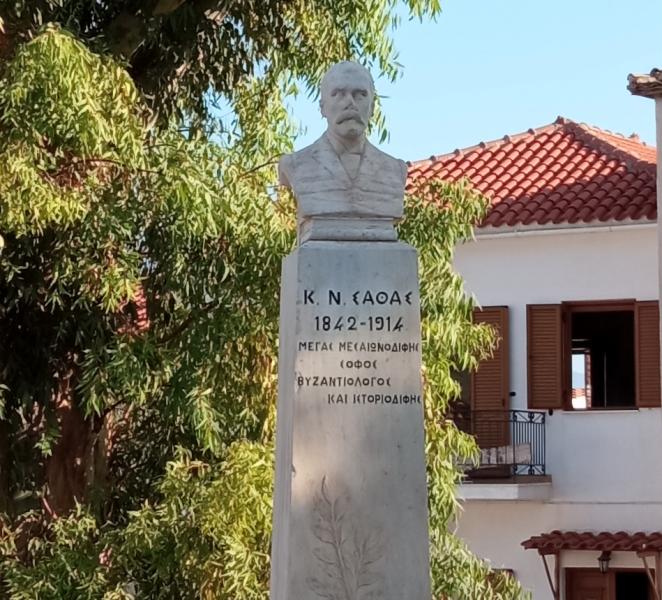 Κ. Ν. ΣΑΘΑΣ
1842-1914
ΜΕΓΑΣ ΜΕΣΑΙΩΝΟΔΙΦΗΣ
ΣΟΦΟΣ
ΒΥΖΑΝΤΙΟΛΟΓΟΣ
ΚΑΙ ΙΣΤΟΡΙΟΔΙΦΗΣ